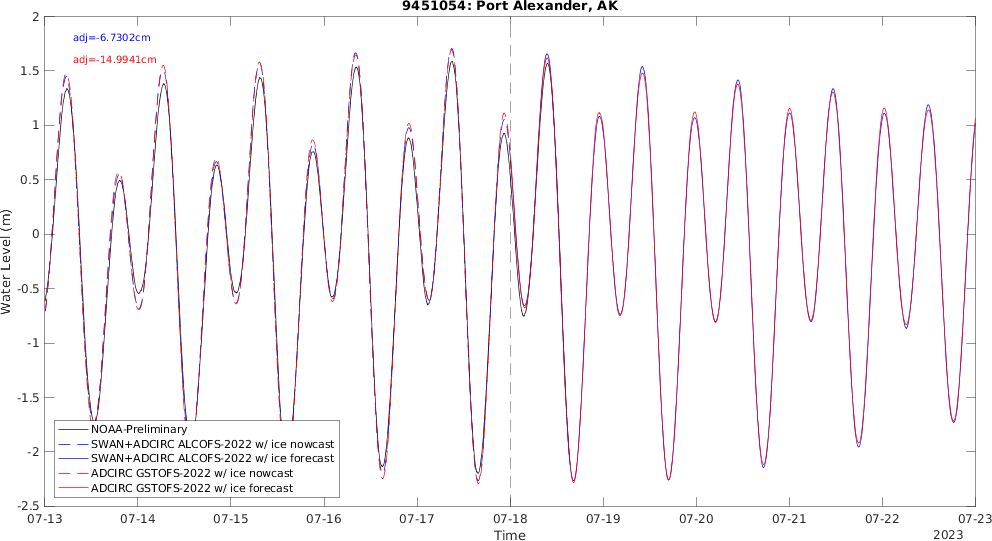 9451054: Port Alexander, AK
adj=-6.7302cm
adj=-14.9941cm
Water Level (m)
2
1.5
1
0.5
0
-0.5
-1
-1.5
-2
-2.5
NOAA-Preliminary
SWAN+ADCIRC ALCOFS-2022 w/ ice nowcast
SWAN+ADCIRC ALCOFS-2022 w/ ice forecast
ADCIRC GSTOFS-2022 w/ ice nowcast
ADCIRC GSTOFS-2022 w/ ice forecast
07-13 07-14 07-15 07-16 07-17 07-18 07-19 07-20 07-21 07-22 07-23
Time
2023